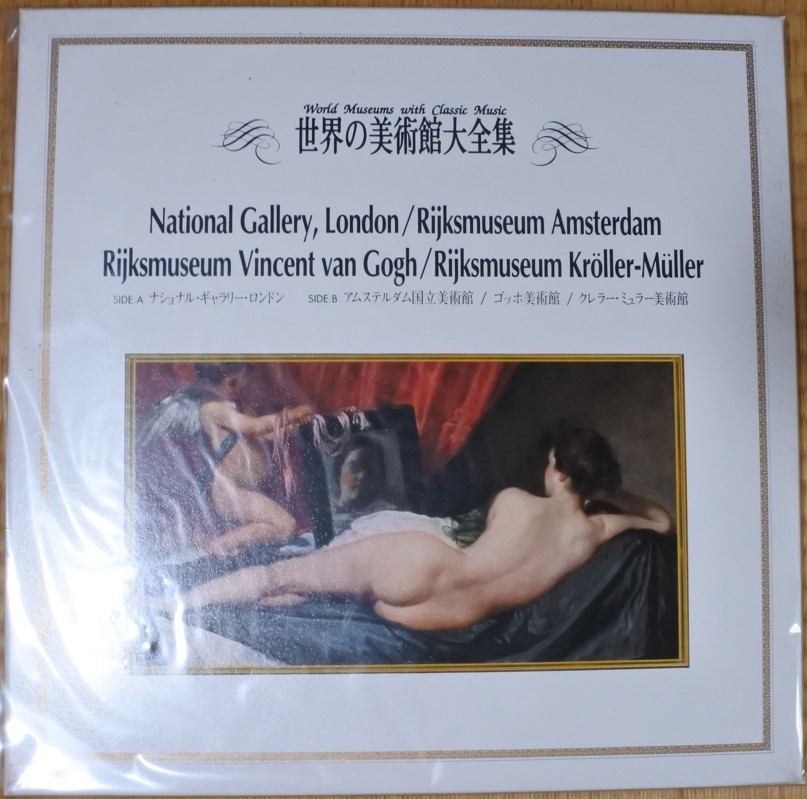 World Museums with Classic Music
世界の美術館大全集
National Gallery, London/Rijksmuseum Amsterdam
Rijksmuseum Vincent van Gogh/Rijksmuseum Kröller-Müller
SIDE.A ナショナル・ギャラリー・ロンドン SIDE.B アムステルダム国立美術館 / ゴッホ美術館 / クレラー・ミュラー美術館